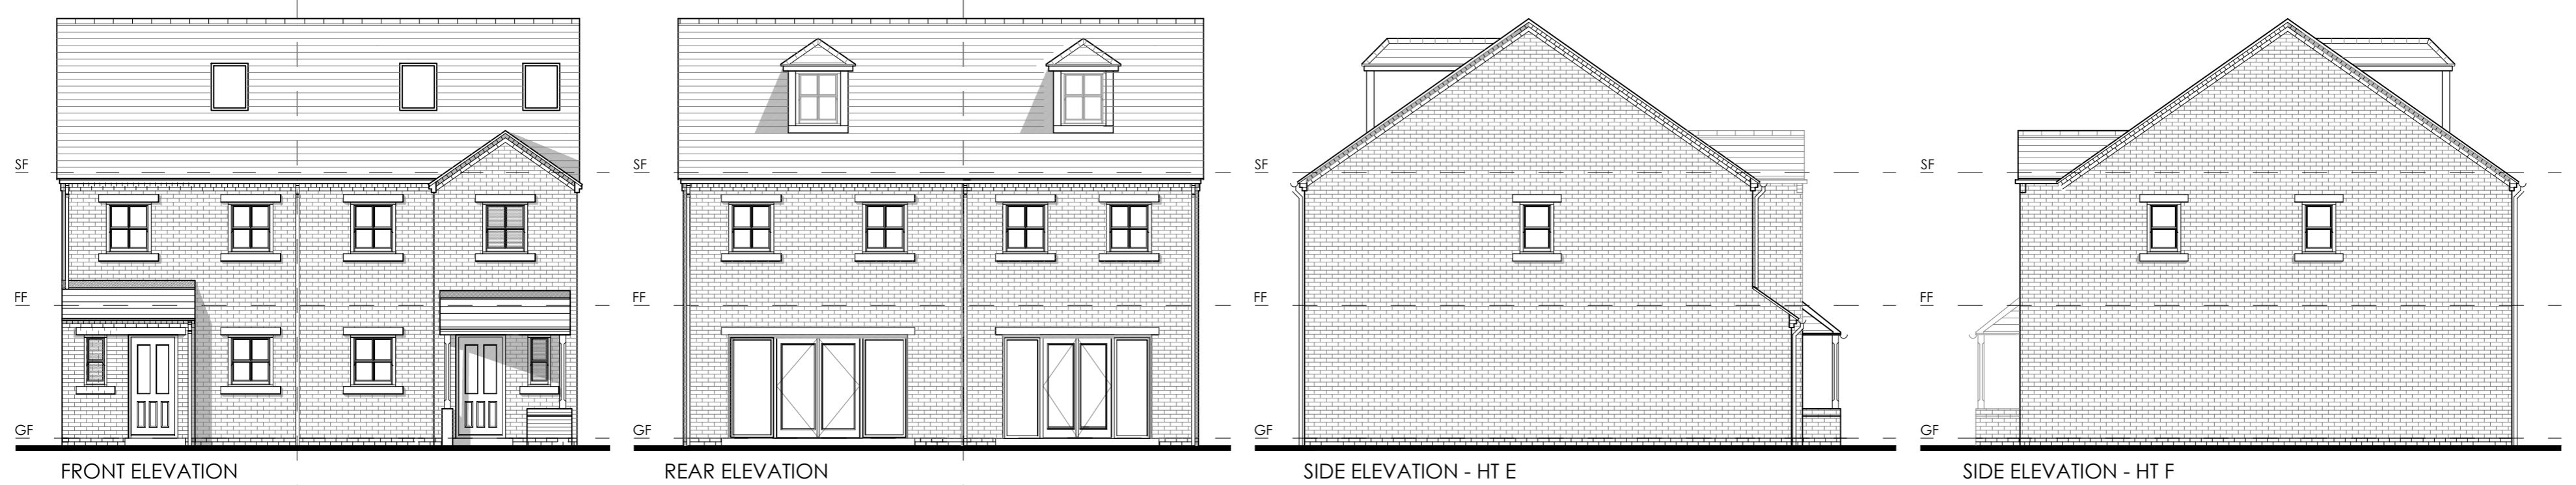 SF
FF
GF
FRONT ELEVATION
SF
FF
GF
REAR ELEVATION
SF
FF
GF
SIDE ELEVATION - HT E
SF
FF
GF
SIDE ELEVATION - HT F